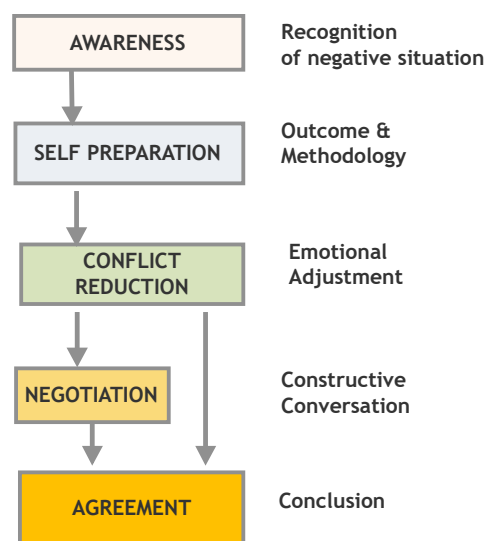 AWARENESS
Recognition
of negative situation
SELF PREPARATION
Outcome &
Methodology
CONFLICT
REDUCTION
Emotional
Adjustment
NEGOTIATION
Constructive
Conversation
AGREEMENT
Conclusion